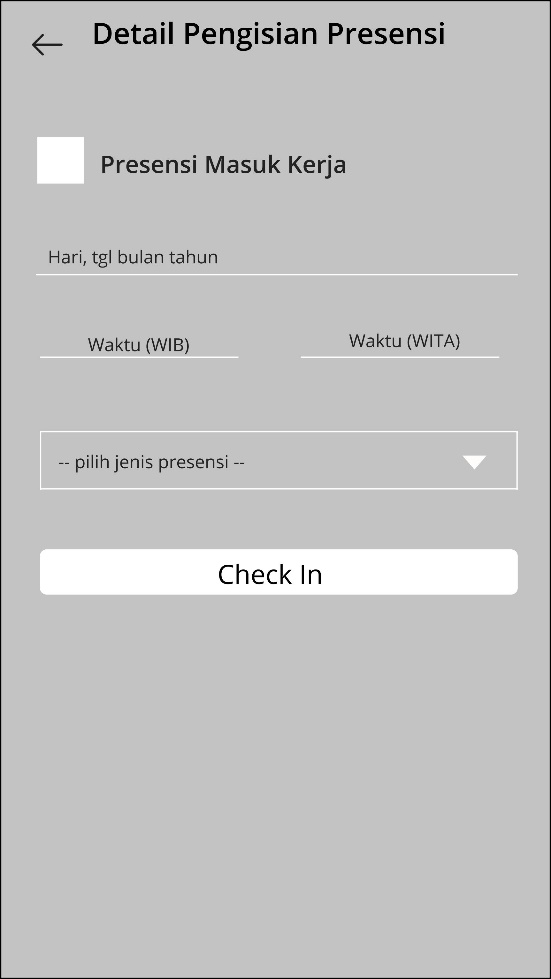 Detail Pengisian Presensi
Presensi Masuk Kerja
Hari, tgl bulan tahun
Waktu (WIB)
Waktu (WITA)
-- pilih jenis presensi --
Check In